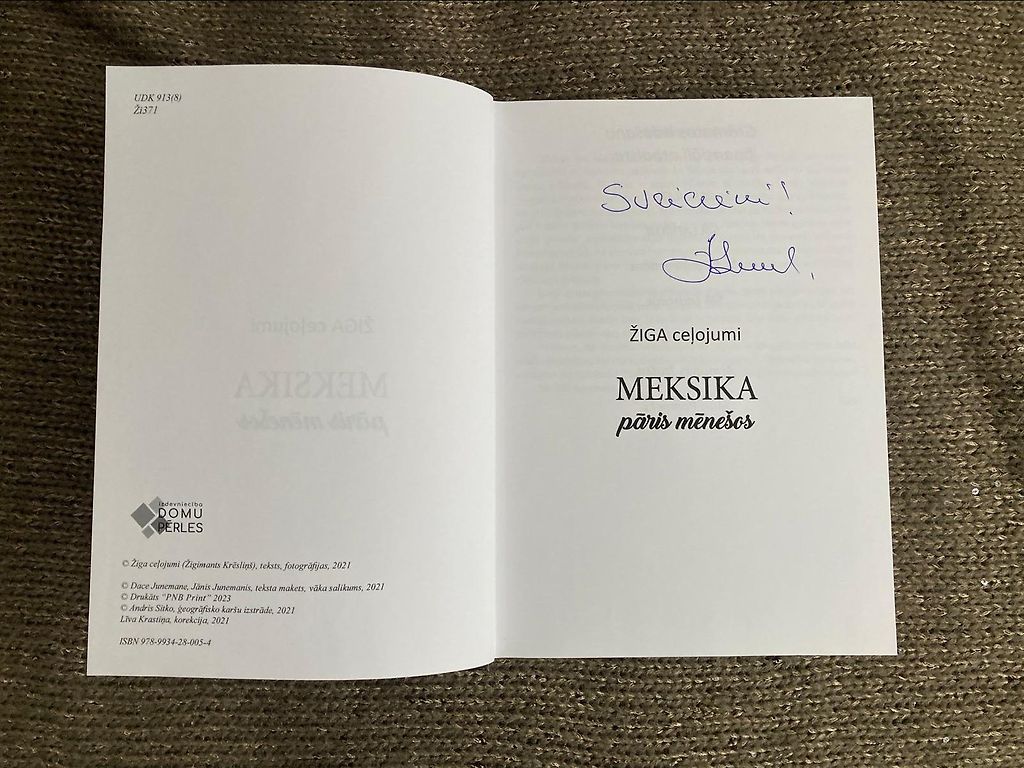 UDK 913(8)
Ži371
izdevniecība
DOMU
PĒRLES
© Žiga ceļojumi (Žigimants Krēsliņš), teksts, fotogrāfijas, 2021
© Dace Junemane, Jānis Junemanis, teksta makets, vāka salikums, 2021
© Drukāts “PNB Print” 2023
© Andris Sitko, ģeogrāfisko karšu izstrāde, 2021
Līva Krastiņa, korekcija, 2021
ISBN 978-9934-28-005-4
Sveicieni!
ŽIGA ceļojumi
MEKSIKA
pāris mēnešos